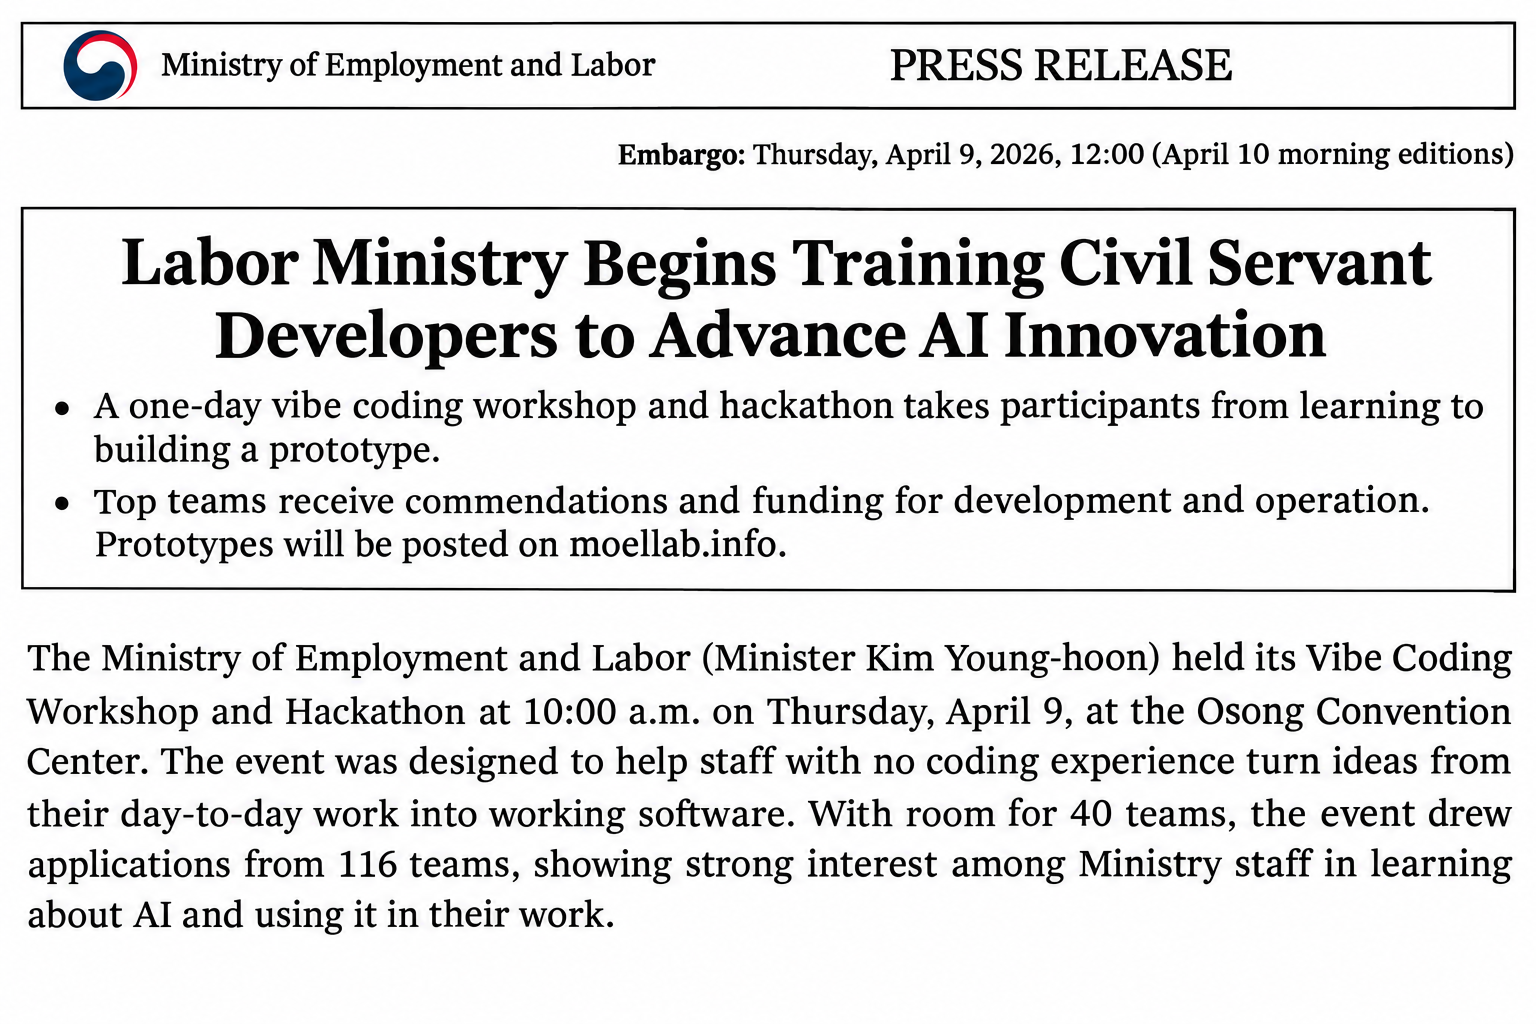 Ministry of Employment and Labor
PRESS RELEASE
Embargo: Thursday, April 9, 2026, 12:00 (April 10 morning editions)
Labor Ministry Begins Training Civil Servant
Developers to Advance AI Innovation
• A one-day vibe coding workshop and hackathon takes participants from learning to
building a prototype.
• Top teams receive commendations and funding for development and operation.
Prototypes will be posted on moellab.info.
The Ministry of Employment and Labor (Minister Kim Young-hoon) held its Vibe Coding
Workshop and Hackathon at 10:00 a.m. on Thursday, April 9, at the Osong Convention
Center. The event was designed to help staff with no coding experience turn ideas from
their day-to-day work into working software. With room for 40 teams, the event drew
applications from 116 teams, showing strong interest among Ministry staff in learning
about AI and using it in their work.